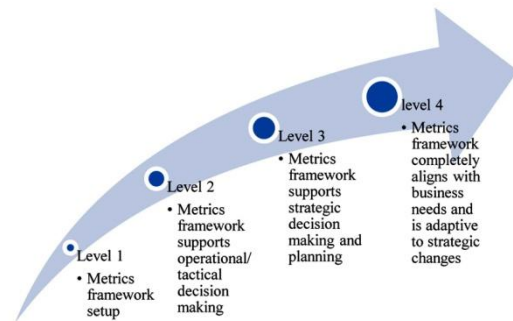 Level 1
• Metrics
framework
setup
Level 2
• Metrics
framework
supports
operational/
tactical
decision
making
Level 3
• Metrics
framework
supports
strategic
decision
making and
planning
level 4
• Metrics
framework
completely
aligns with
business
needs and
is adaptive
to strategic
changes